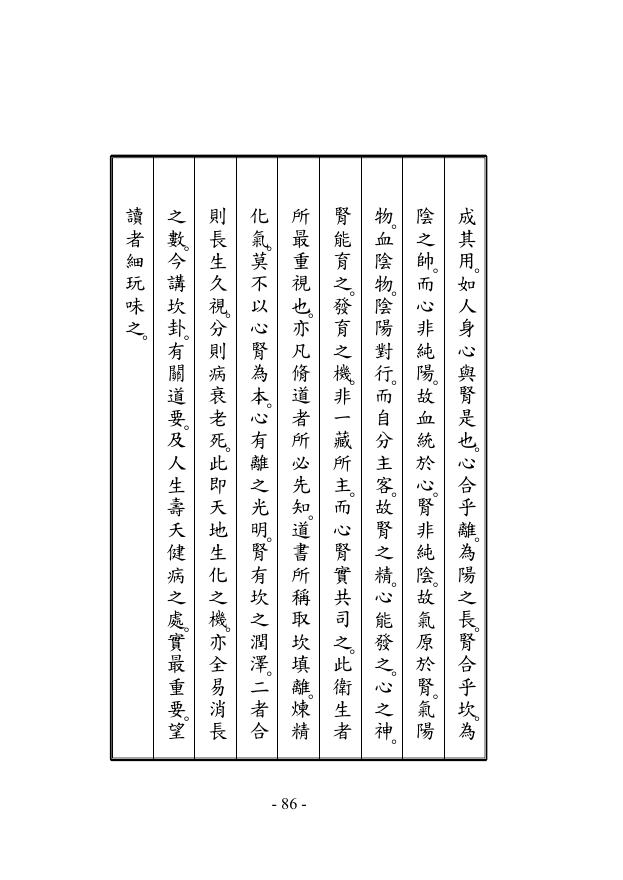 成其用。如人身心與腎是也。心合乎離。為陽之長。腎合乎坎。為
陰之帥。而心非純陽。故血統於心。腎非純陰。故氣原於腎。氣陽
物。血陰物。陰陽對行。而自分主客。故腎之精。心能發之。心之神。
腎能育之。發育之機。非一藏所主。而心腎實共司之。此衛生者
所最重視也。亦凡脩道者所必先知。道書所稱取坎填離。煉精
化氣。莫不以心腎為本。心有離之光明。腎有坎之潤澤。二者合
則長生久視。分則病衰老死。此即天地生化之機。亦全易消長
之數。今講坎卦。有關道要。及人生壽夭健病之處。實最重要。望
讀者細玩味之。
- 86 -